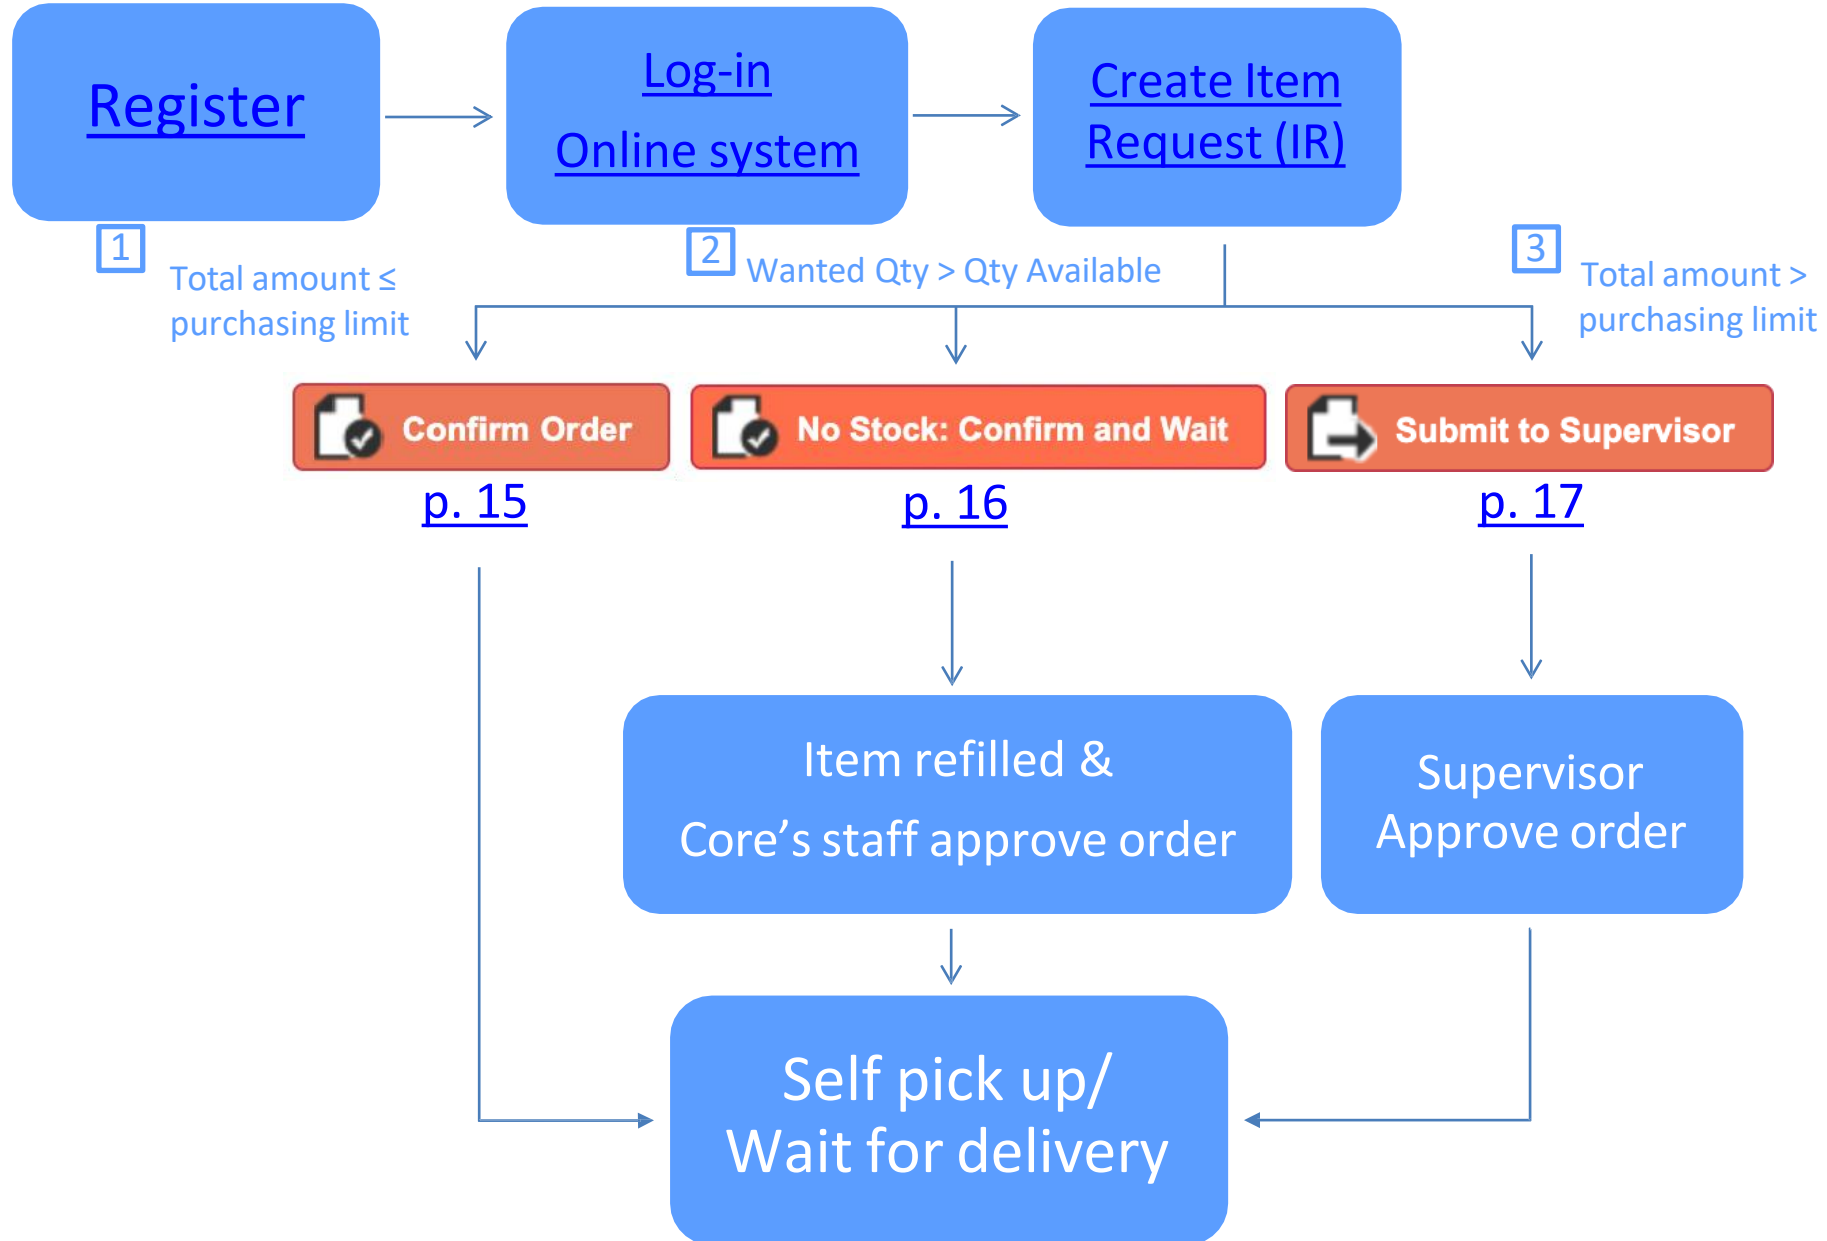 Register
Log-in
Online system
Create Item
Request (IR)
1
Total amount ≤
purchasing limit
2
Wanted Qty > Qty Available
3
Total amount >
purchasing limit
Confirm Order
No Stock: Confirm and Wait
Submit to Supervisor
p. 15
p. 16
p. 17
Item refilled &
Core’s staff approve order
Supervisor
Approve order
Self pick up/
Wait for delivery